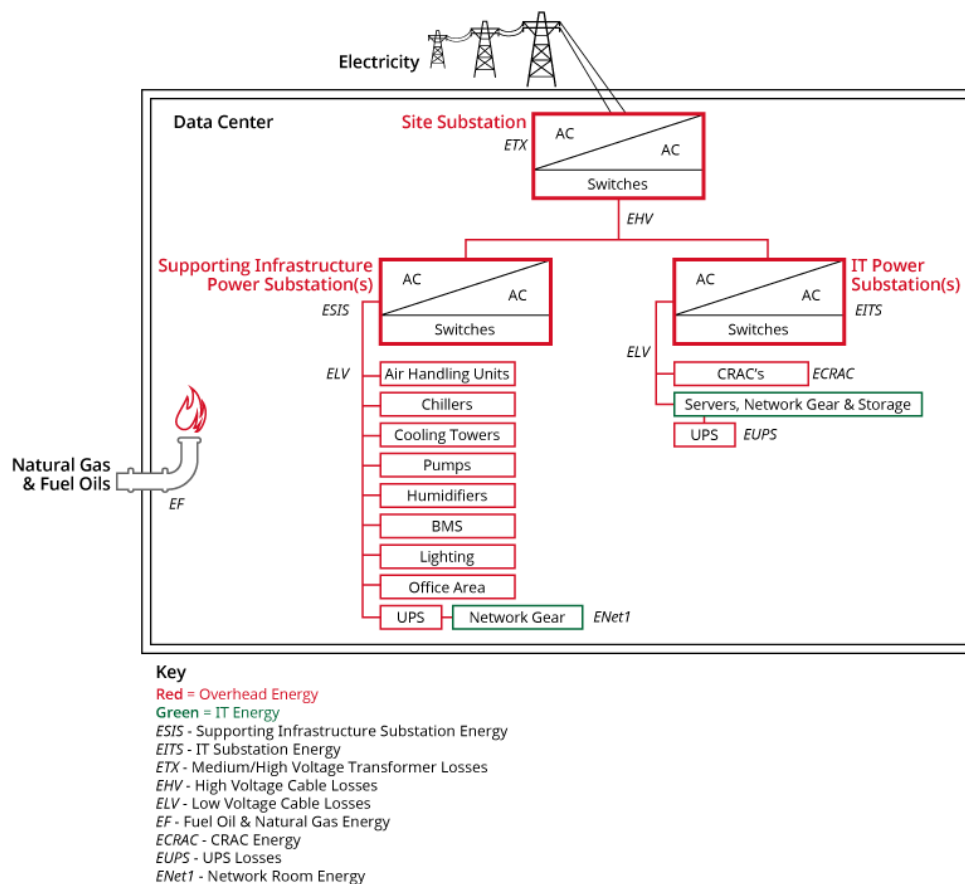 Electricity
Data Center
Site Substation
ETX
AC
AC
Switches
EHV
Supporting Infrastructure
Power Substation(s)
ESIS
AC
AC
Switches
IT Power
Substation(s)
EITS
AC
AC
Switches
ELV
Air Handling Units
Chillers
Cooling Towers
Pumps
Humidifiers
BMS
Lighting
Office Area
UPS
Network Gear
ENet1
ELV
CRAC's
ECRAC
Servers, Network Gear & Storage
UPS
EUPS
Natural Gas
& Fuel Oils
EF
Key
Red = Overhead Energy
Green = IT Energy
ESIS - Supporting Infrastructure Substation Energy
EITS - IT Substation Energy
ETX - Medium/High Voltage Transformer Losses
EHV - High Voltage Cable Losses
ELV - Low Voltage Cable Losses
EF - Fuel Oil & Natural Gas Energy
ECRAC - CRAC Energy
EUPS - UPS Losses
ENet1 - Network Room Energy